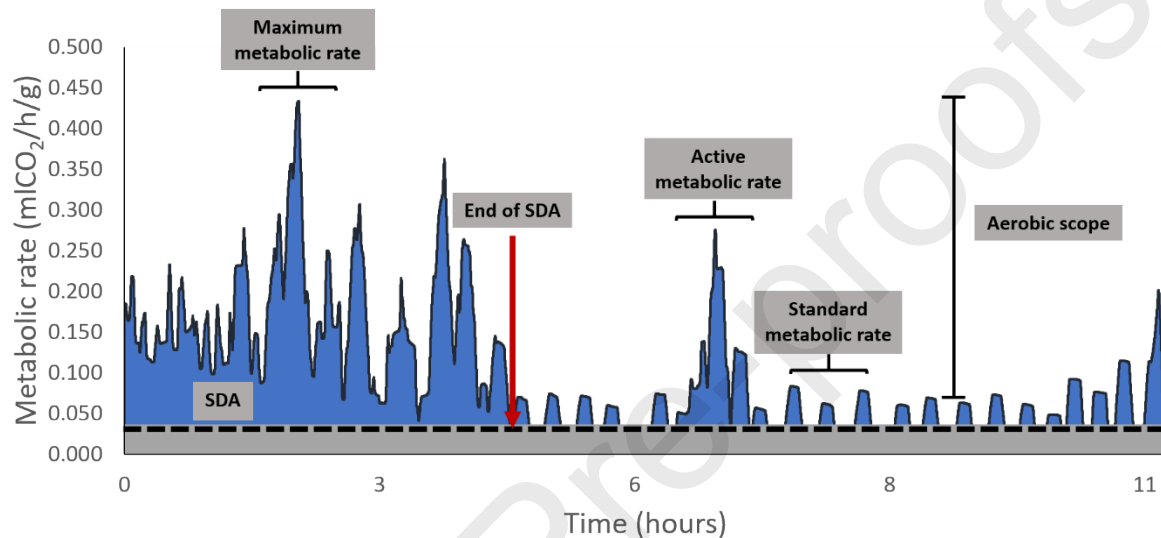 Maximum
metabolic rate
0.500
0.450
0.400
0.350
0.300
0.250
0.200
0.150
0.100
0.050
0.000
Metabolic rate (mlCO₂/h/g)
SDA
End of SDA
Active
metabolic rate
Standard
metabolic rate
Aerobic scope
0 3 6 8 11
Time (hours)
Pre-proofs